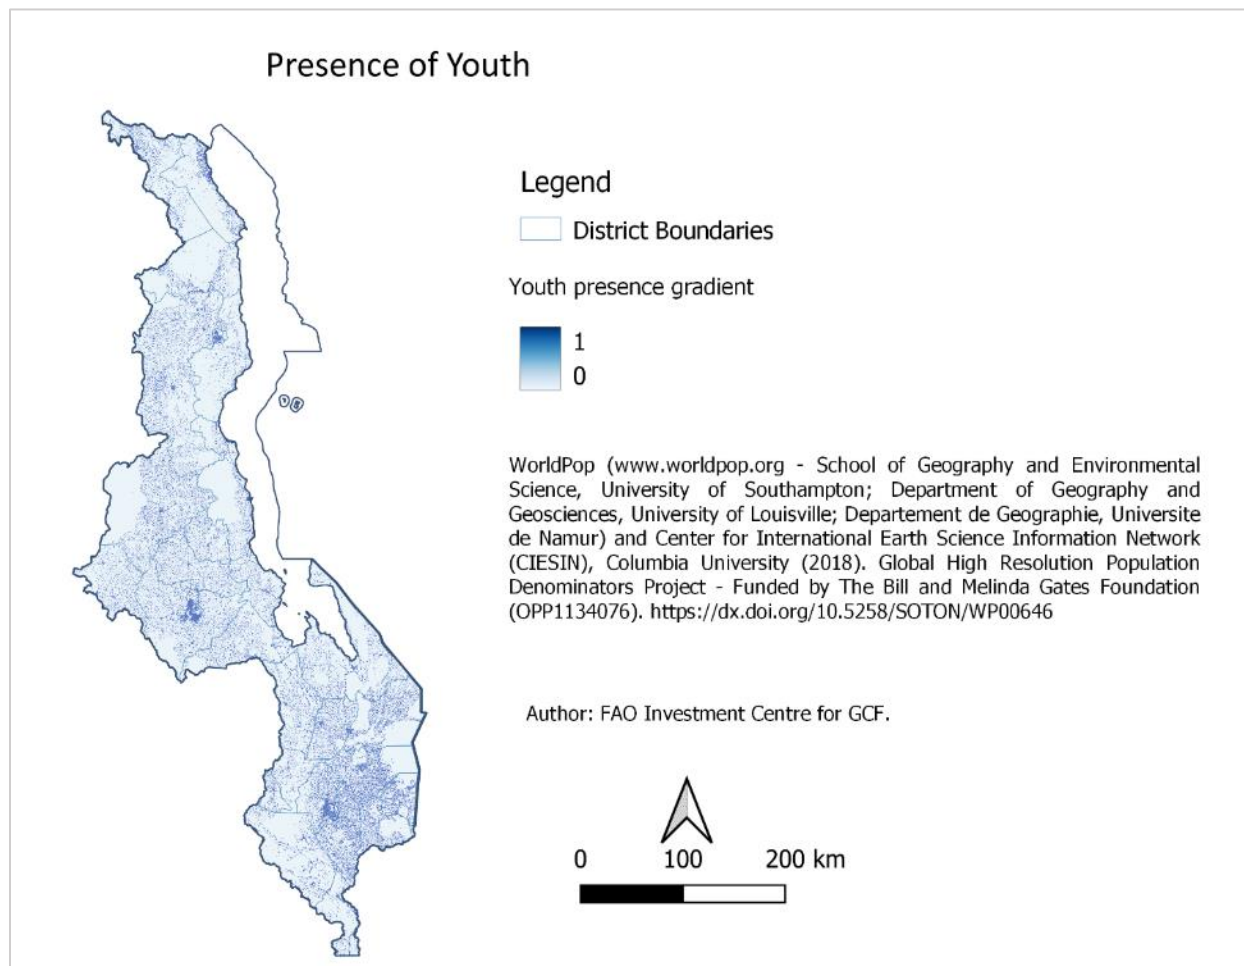 Presence of Youth
Legend
District Boundaries
Youth presence gradient
1
0
WorldPop (www.worldpop.org - School of Geography and Environmental
Science, University of Southampton; Department of Geography and
Geosciences, University of Louisville; Departement de Geographie, Universite
de Namur) and Center for International Earth Science Information Network
(CIESIN), Columbia University (2018). Global High Resolution Population
Denominators Project - Funded by The Bill and Melinda Gates Foundation
(OPP1134076). https://dx.doi.org/10.5258/SOTON/WP00646
Author: FAO Investment Centre for GCF.
0 100 200 km